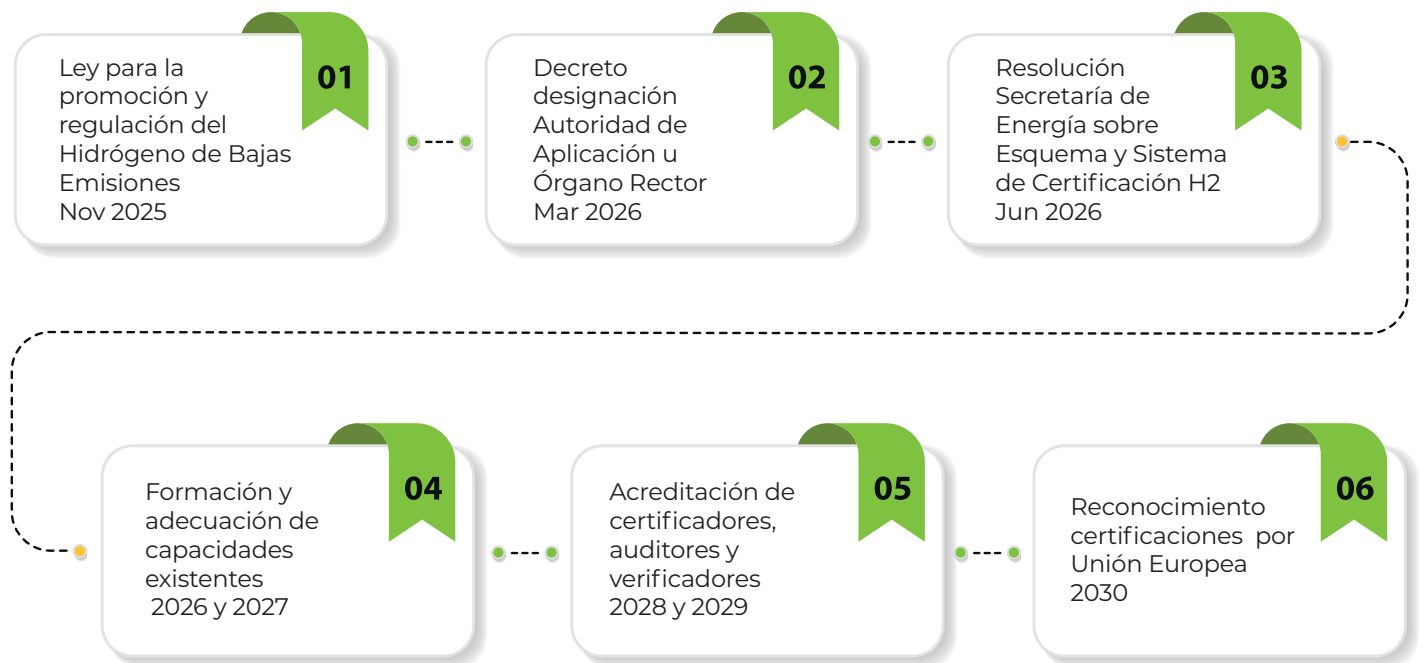 01
Ley para la
promoción y
regulación del
Hidrógeno de Bajas
Emisiones
Nov 2025
02
Decreto
designación
Autoridad de
Aplicación u
Órgano Rector
Mar 2026
03
Resolución
Secretaría de
Energía sobre
Esquema y Sistema
de Certificación H2
Jun 2026
04
Formación y
adecuación de
capacidades
existentes
2026 y 2027
05
Acreditación de
certificadores,
auditores y
verificadores
2028 y 2029
06
Reconocimiento
certificaciones por
Unión Europea
2030